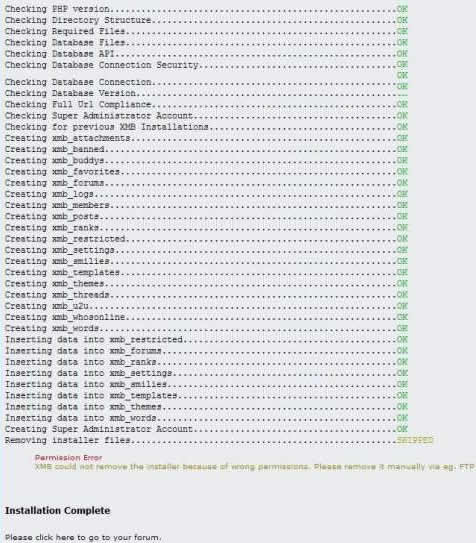 Checking PHP version..................................................OK
Checking Directory Structure..........................................OK
Checking Required Files...............................................OK
Checking Database Files...............................................OK
Checking Database API.................................................OK
Checking Database Connection Security.................................OK
OK
Checking Database Connection..........................................
OK
Checking Database Version.............................................
Checking Full Url Compliance..........................................OK
Checking Super Administrator Account..................................OK
Checking for previous XMB Installations...............................OK
Creating xmb_attachments..............................................OK
Creating xmb_banned...................................................OK
Creating xmb_buddys...................................................OK
Creating xmb_favorites................................................OK
Creating xmb_forums...................................................OK
Creating xmb_logs.....................................................OK
Creating xmb_members..................................................OK
Creating xmb_posts....................................................OK
Creating xmb_ranks....................................................OK
Creating xmb_restricted...............................................OK
Creating xmb_settings.................................................OK
Creating xmb_smilies..................................................OK
Creating xmb_templates................................................OK
Creating xmb_themes...................................................OK
Creating xmb_threads..................................................OK
Creating xmb_u2u......................................................OK
Creating xmb_whosonline...............................................OK
Creating xmb_words....................................................OK
Inserting data into xmb_restricted....................................OK
Inserting data into xmb_forums........................................OK
Inserting data into xmb_ranks.........................................OK
Inserting data into xmb_settings......................................OK
Inserting data into xmb_smilies.......................................OK
Inserting data into xmb_templates.....................................OK
Inserting data into xmb_themes........................................OK
Inserting data into xmb_words.........................................OK
Creating Super Administrator Account..................................OK
Removing installer files..............................................SKIPPED
Permission Error
XMB could not remove the installer because of wrong permissions. Please remove it manually via eg. FTP
Installation Complete
Please click here to go to your forum.